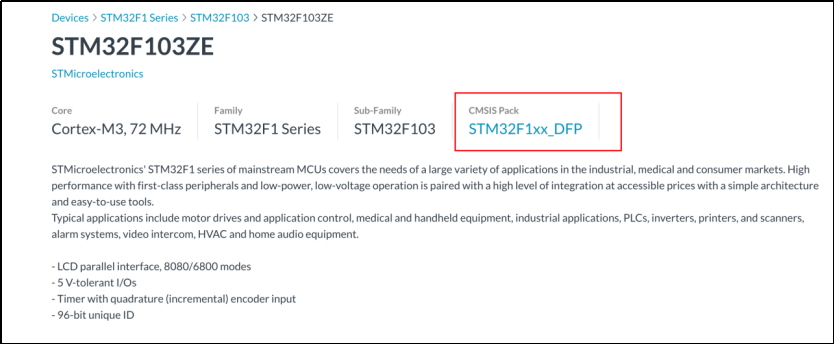 Devices > STM32F1 Series > STM32F103 > STM32F103ZE
STM32F103ZE
STMicroelectronics
Core
Family
Sub-Family
CMSIS Pack
Cortex-M3, 72 MHz
STM32F1 Series
STM32F103
STM32F1xx_DFP
STMicroelectronics' STM32F1 series of mainstream MCUs covers the needs of a large variety of applications in the industrial, medical and consumer markets. High
performance with first-class peripherals and low-power, low-voltage operation is paired with a high level of integration at accessible prices with a simple architecture
and easy-to-use tools.
Typical applications include motor drives and application control, medical and handheld equipment, industrial applications, PLCs, inverters, printers, and scanners,
alarm systems, video intercom, HVAC and home audio equipment.
- LCD parallel interface, 8080/6800 modes
- 5 V-tolerant I/Os
- Timer with quadrature (incremental) encoder input
- 96-bit unique ID